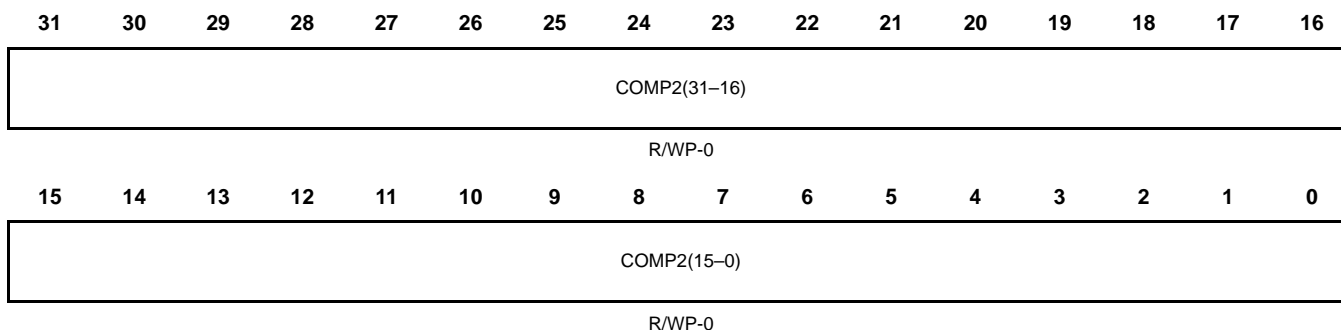 31 30 29 28 27 26 25 24 23 22 21 20 19 18 17 16
COMP2(31–16)
R/WP-0
15 14 13 12 11 10 9 8 7 6 5 4 3 2 1 0
COMP2(15–0)
R/WP-0